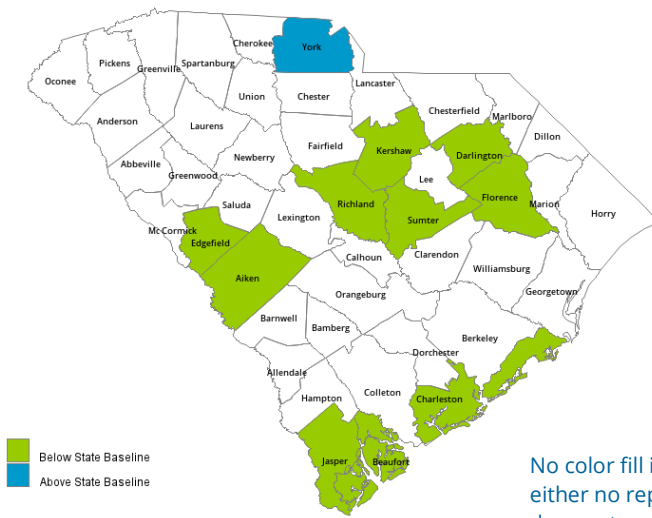 Cherokee
York
Pickens
Greenville
Spartanburg
Oconee
Union
Chester
Lancaster
Anderson
Laurens
Chesterfield
Marlboro
Dillon
Fairfield
Kershaw
Darlington
Abbeville
Newberry
Greenwood
Lee
Florence
Saluda
Richland
Marion
Horry
Lexington
Sumter
Mc Cormick
Edgefield
Calhoun
Clarendon
Aiken
Williamsburg
Orangeburg
Georgetown
Barnwell
Bamberg
Berkeley
Dorchester
Allendale
Colleton
Hampton
Charleston
Jasper
Beaufort
Below State Baseline
Above State Baseline
No color fill i
either no rep